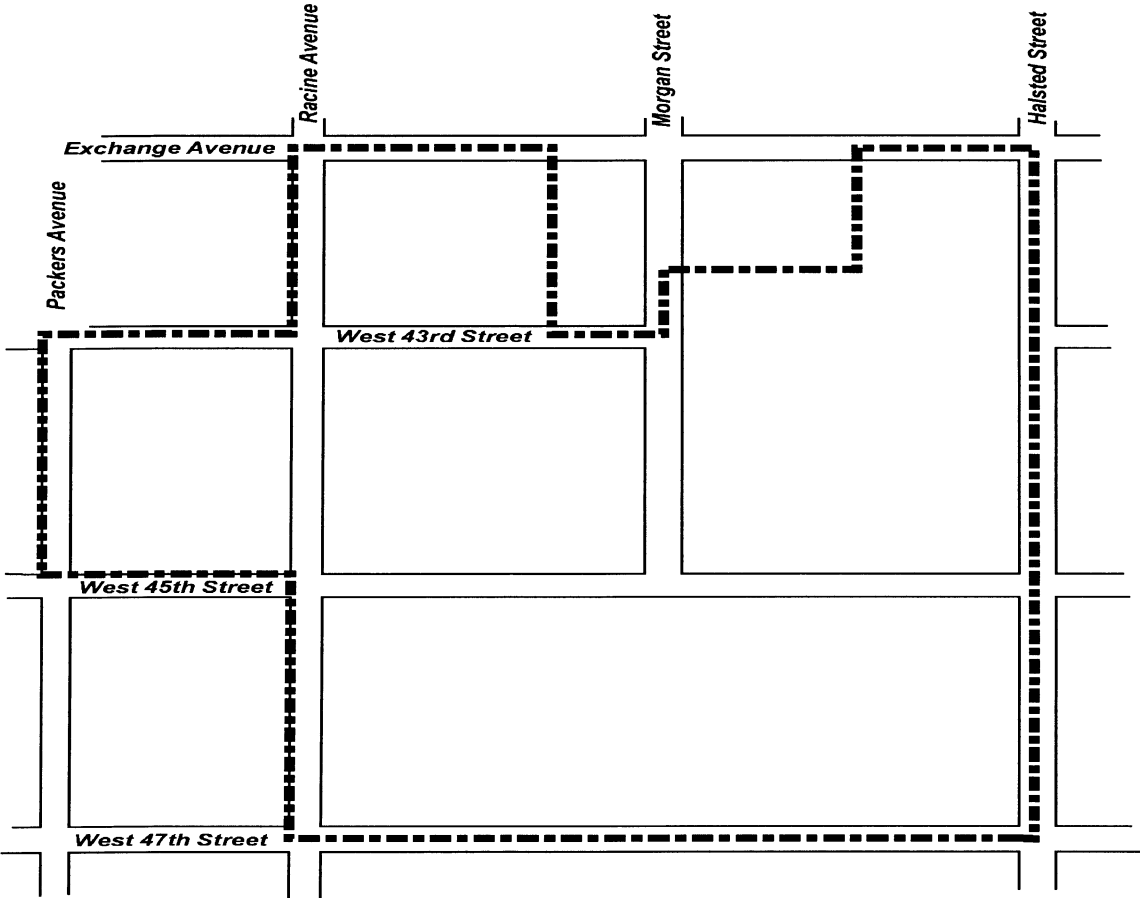 Racine Avenue
Morgan Street
Halsted Street
Exchange Avenue
Packers Avenue
West 43rd Street
West 45th Street
West 47th Street